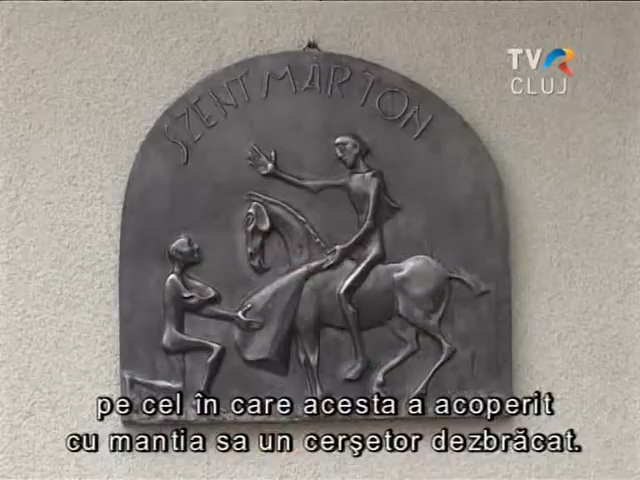 TVR
CLUJ
SZENT MÁRTON
pe cel în care acesta a acoperit
cu mantia sa un cerşetor dezbrăcat.